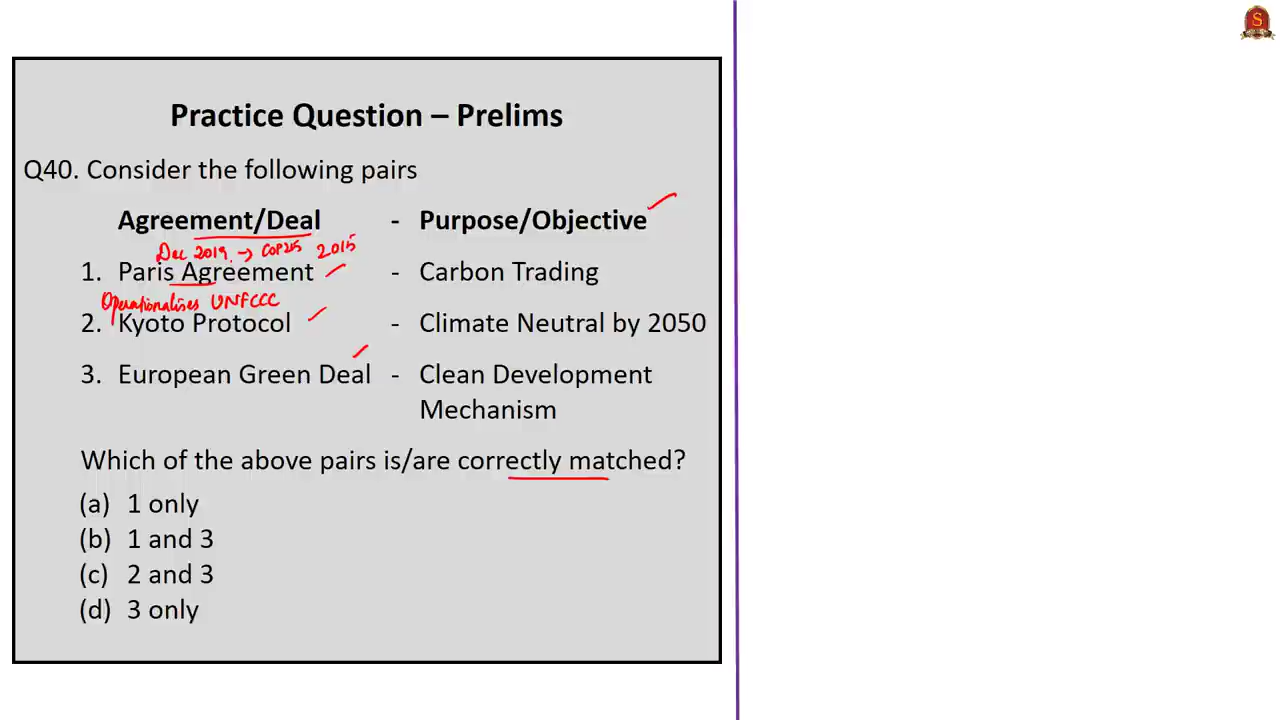 S
Practice Question – Prelims
Q40. Consider the following pairs
Agreement/Deal - Purpose/Objective
Dec 2019 → COP25 2015
1. Paris Agreement - Carbon Trading
Operationalises UNFCCC
2. Kyoto Protocol - Climate Neutral by 2050
3. European Green Deal - Clean Development
Mechanism
Which of the above pairs is/are correctly matched?
(a) 1 only
(b) 1 and 3
(c) 2 and 3
(d) 3 only